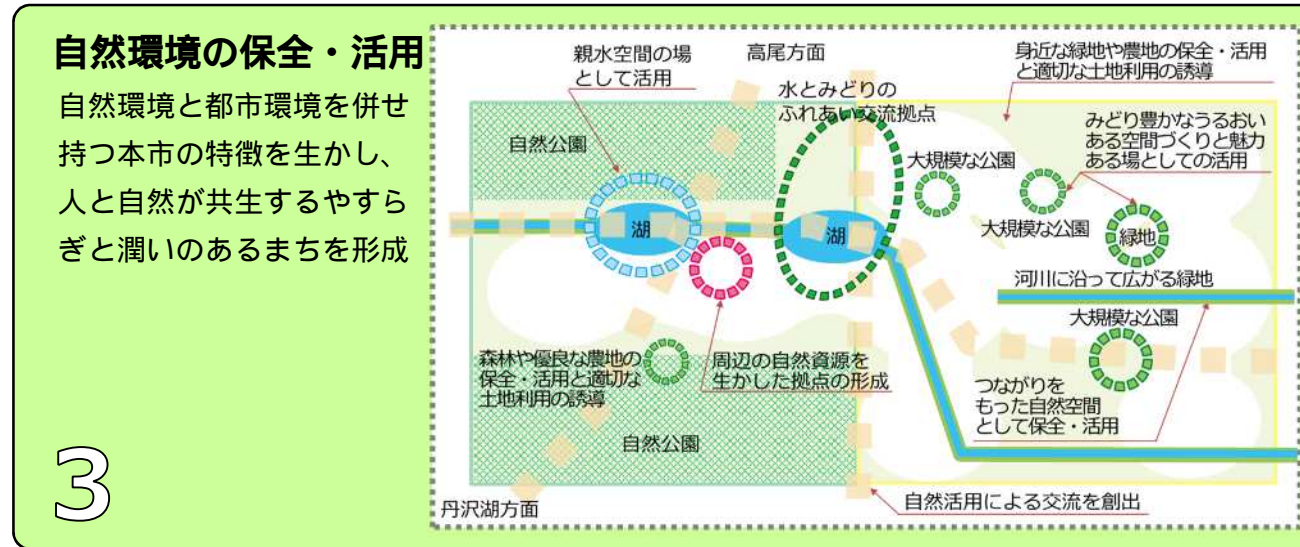 自然環境の保全・活用
自然環境と都市環境を併せ
持つ本市の特徴を生かし、
人と自然が共生するやすら
ぎと潤いのあるまちを形成
3
親水空間の場
として活用
高尾方面
水とみどりの
ふれあい交流拠点
身近な緑地や農地の保全・活用
と適切な土地利用の誘導
みどり豊かなうるおい
ある空間づくりと魅力
ある場としての活用
自然公園
大規模な公園
大規模な公園
湖
湖
緑地
河川に沿って広がる緑地
大規模な公園
森林や優良な農地の
保全・活用と適切な
土地利用の誘導
周辺の自然資源を
生かした拠点の形成
つながりを
もった自然空間
として保全・活用
自然公園
丹沢湖方面
自然活用による交流を創出